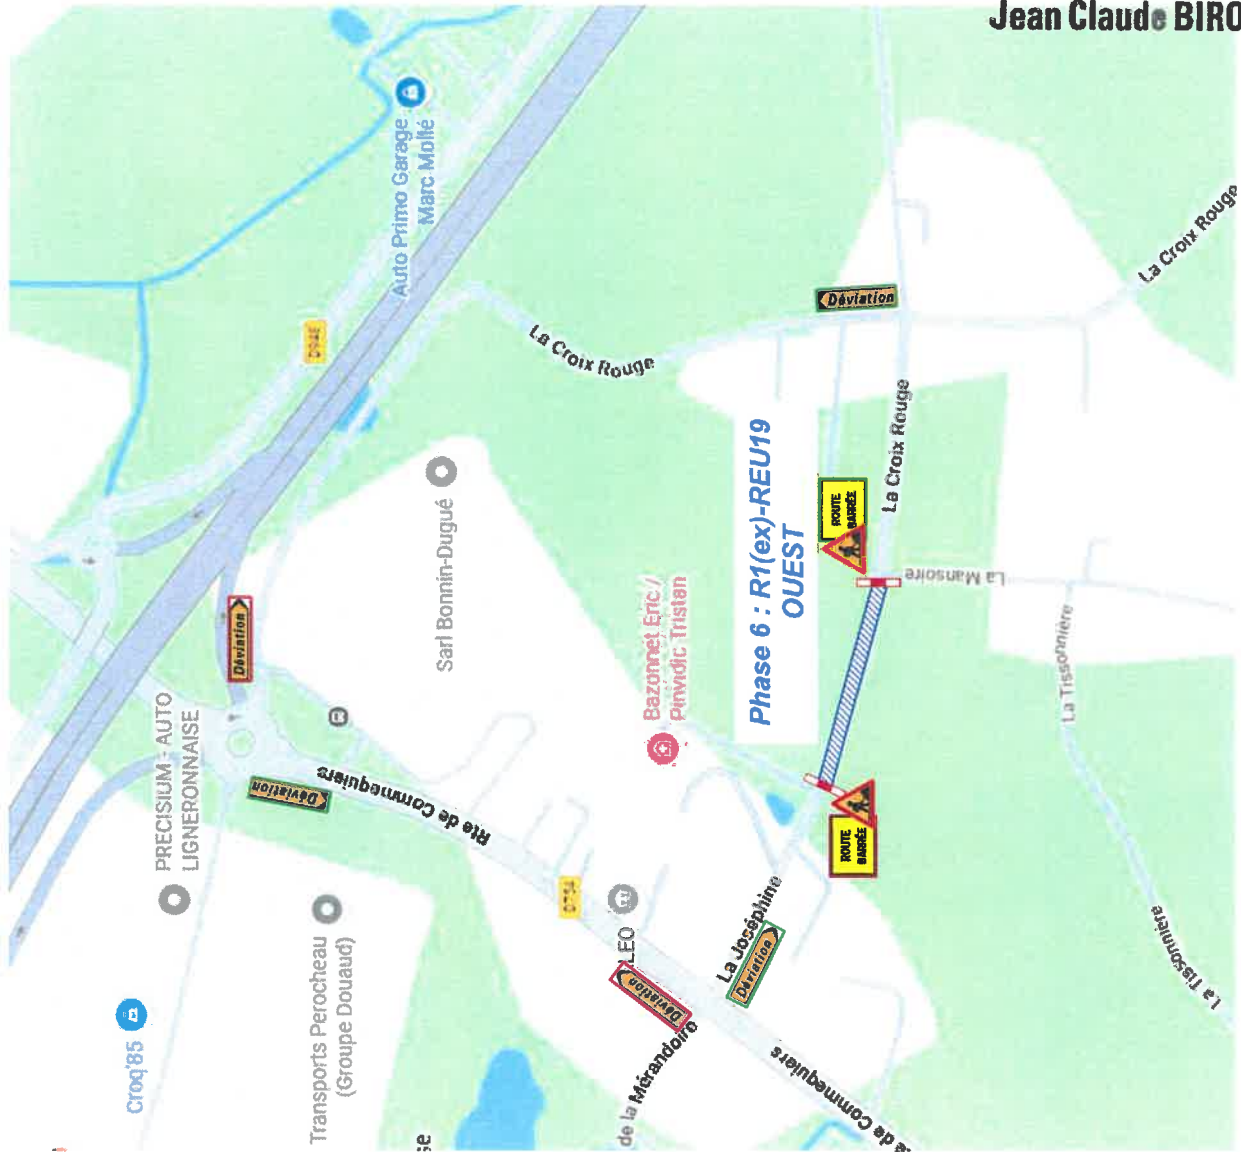 Jean Claude BIRO
Auto Primo Garage
Marc Mollé
D948
La Croix Rouge
La Croix Rouge
Déviation
La Croix Rouge
Sarl Bonnin-Dugué
Phase 6 : R1(ex)-REU19
OUEST
ROUTE
BARRÉE
La Mansoire
Déviation
Bazonnet Eric /
Pinvidic Tristan
La Tissonnière
PRECISIUM - AUTO
LIGNERONNAISE
Déviation
Rte de Commequiers
D754
ROUTE
BARRÉE
La Joséphine
Déviation
LEO
Déviation
Transports Perocheau
(Groupe Douaud)
Croq'85
de la Mérandoire
de Commequiers
La Tissonnière